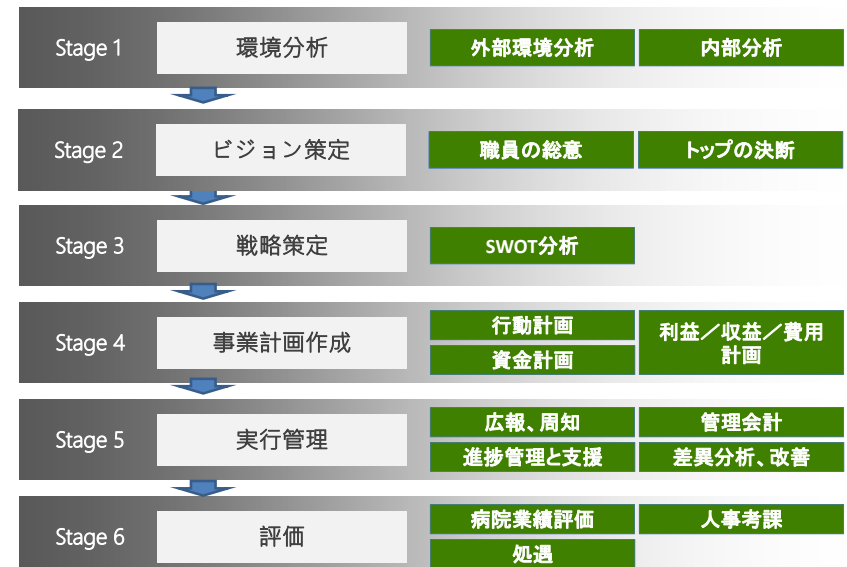 Stage 1
環境分析
外部環境分析
内部分析
Stage 2
ビジョン策定
職員の総意
トップの決断
Stage 3
戦略策定
SWOT分析
Stage 4
事業計画作成
行動計画
資金計画
利益／収益／費用
計画
Stage 5
実行管理
広報、周知
管理会計
進捗管理と支援
差異分析、改善
Stage 6
評価
病院業績評価
人事考課
処遇